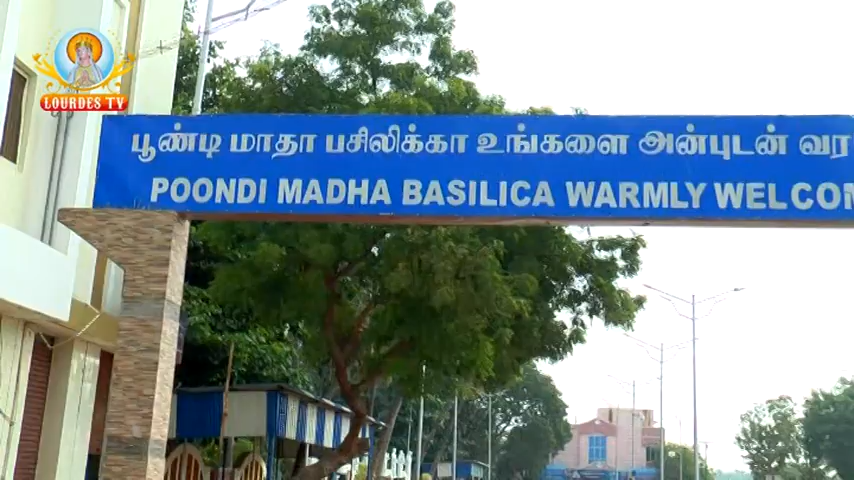 LOURDES TV
பூண்டி மாதா பசிலிக்கா உங்களை அன்புடன் வர
POONDI MADHA BASILICA WARMLY WELCOM